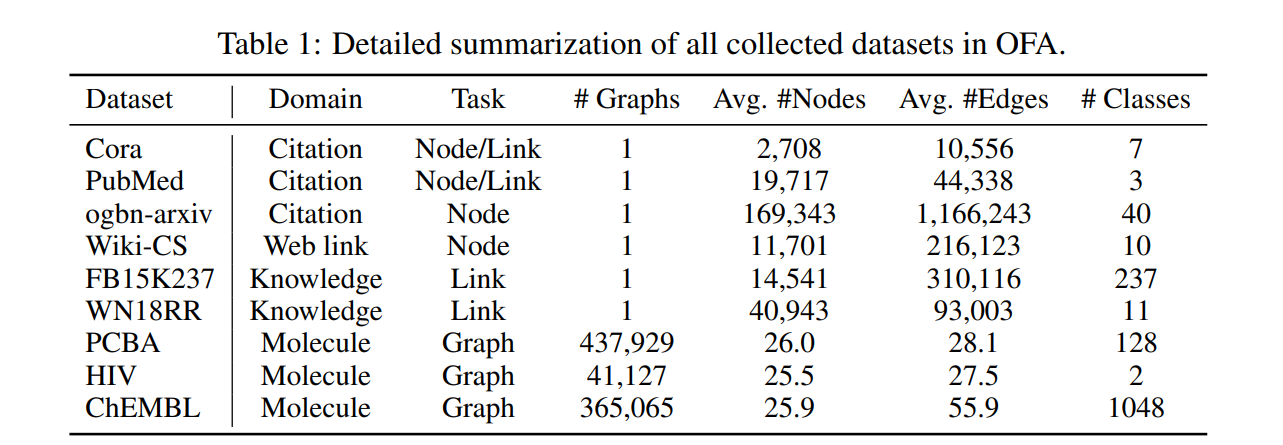 Table 1: Detailed summarization of all collected datasets in OFA.
Dataset Domain Task # Graphs Avg. #Nodes Avg. #Edges # Classes
Cora Citation Node/Link 1 2,708 10,556 7
PubMed Citation Node/Link 1 19,717 44,338 3
ogbn-arxiv Citation Node 1 169,343 1,166,243 40
Wiki-CS Web link Node 1 11,701 216,123 10
FB15K237 Knowledge Link 1 14,541 310,116 237
WN18RR Knowledge Link 1 40,943 93,003 11
PCBA Molecule Graph 437,929 26.0 28.1 128
HIV Molecule Graph 41,127 25.5 27.5 2
ChEMBL Molecule Graph 365,065 25.9 55.9 1048